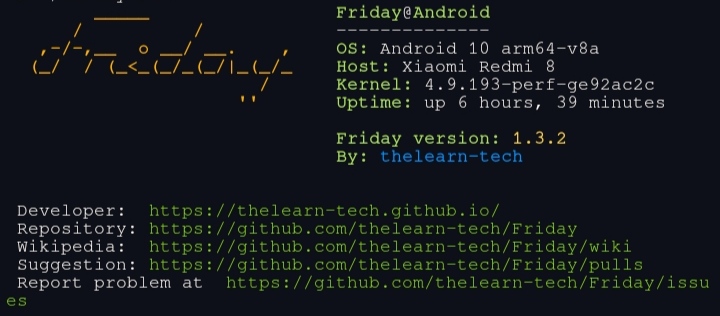 Friday
Friday@Android
--------------
OS: Android 10 arm64-v8a
Host: Xiaomi Redmi 8
Kernel: 4.9.193-perf-ge92ac2c
Uptime: up 6 hours, 39 minutes
Friday version: 1.3.2
By: thelearn-tech
Developer: https://thelearn-tech.github.io/
Repository: https://github.com/thelearn-tech/Friday
Wikipedia: https://github.com/thelearn-tech/Friday/wiki
Suggestion: https://github.com/thelearn-tech/Friday/pulls
Report problem at https://github.com/thelearn-tech/Friday/issu
es